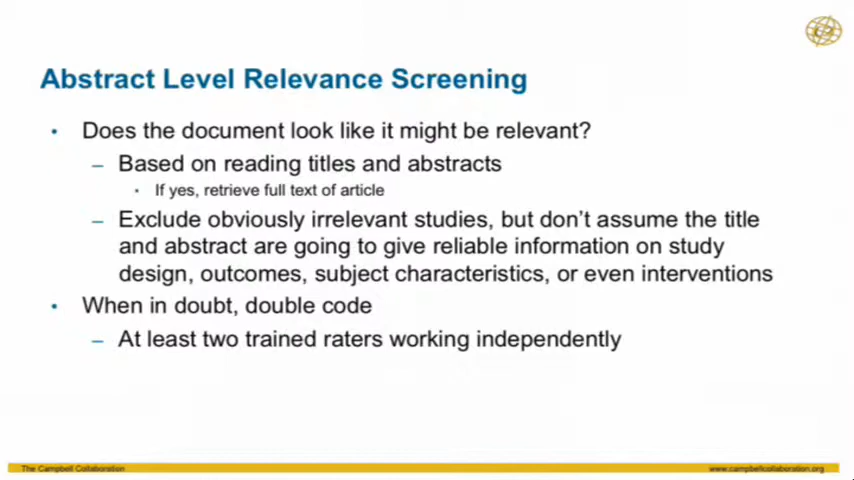 Abstract Level Relevance Screening
• Does the document look like it might be relevant?
– Based on reading titles and abstracts
• If yes, retrieve full text of article
– Exclude obviously irrelevant studies, but don't assume the title
and abstract are going to give reliable information on study
design, outcomes, subject characteristics, or even interventions
• When in doubt, double code
– At least two trained raters working independently
The Campbell Collaboration
www.campbellcollaboration.org